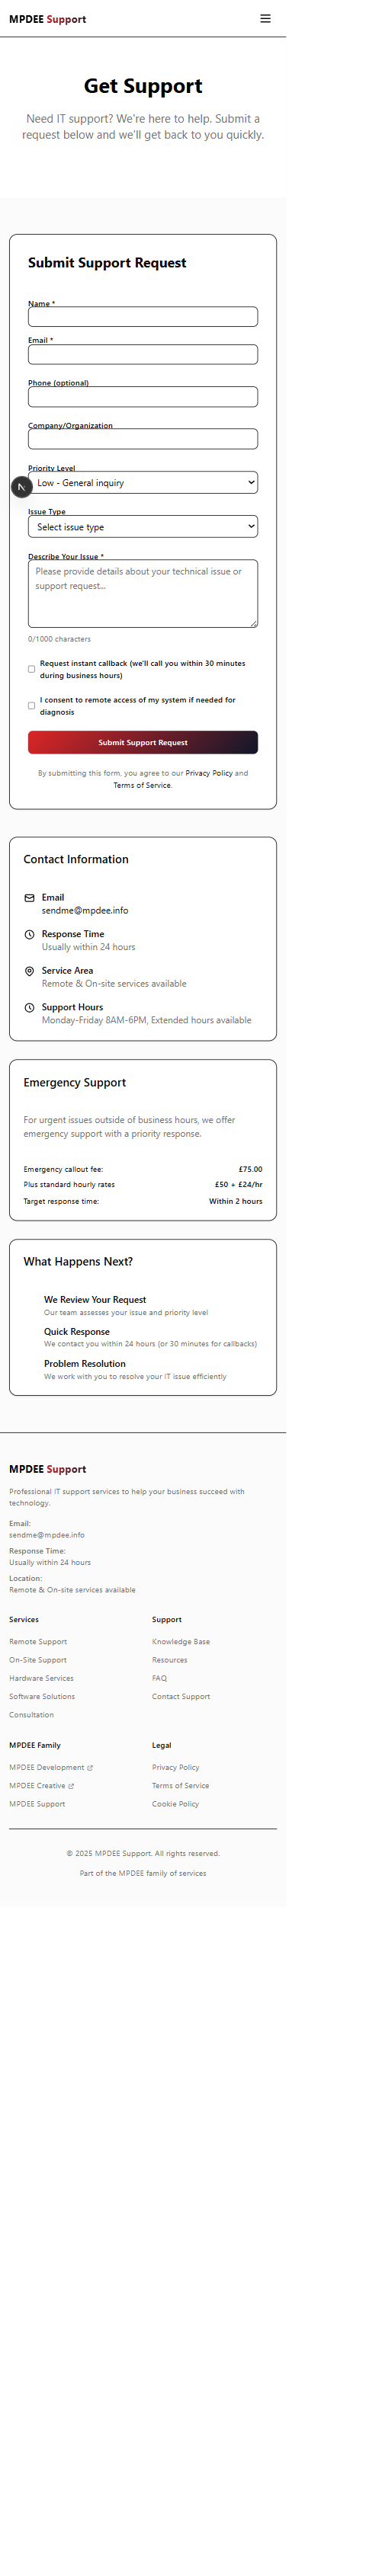 MPDEE Support
Get Support
Need IT support? We're here to help. Submit a
request below and we'll get back to you quickly.
Submit Support Request
Name *
Email *
Phone (optional)
Company/Organization
Priority Level
Low - General inquiry
N
Issue Type
Select issue type
Describe Your Issue *
Please provide details about your technical issue or
support request...
0/1000 characters
Request instant callback (we'll call you within 30 minutes
during business hours)
I consent to remote access of my system if needed for
diagnosis
Submit Support Request
By submitting this form, you agree to our Privacy Policy and
Terms of Service.
Contact Information
Email
sendme@mpdee.info
Response Time
Usually within 24 hours
Service Area
Remote & On-site services available
Support Hours
Monday-Friday 8AM-6PM, Extended hours available
Emergency Support
For urgent issues outside of business hours, we offer
emergency support with a priority response.
Emergency callout fee: £75.00
Plus standard hourly rates £50 + £24/hr
Target response time: Within 2 hours
What Happens Next?
We Review Your Request
Our team assesses your issue and priority level
Quick Response
We contact you within 24 hours (or 30 minutes for callbacks)
Problem Resolution
We work with you to resolve your IT issue efficiently
MPDEE Support
Professional IT support services to help your business succeed with
technology.
Email:
sendme@mpdee.info
Response Time:
Usually within 24 hours
Location:
Remote & On-site services available
Services
Remote Support
On-Site Support
Hardware Services
Software Solutions
Consultation
Support
Knowledge Base
Resources
FAQ
Contact Support
MPDEE Family
MPDEE Development
MPDEE Creative
MPDEE Support
Legal
Privacy Policy
Terms of Service
Cookie Policy
© 2025 MPDEE Support. All rights reserved.
Part of the MPDEE family of services